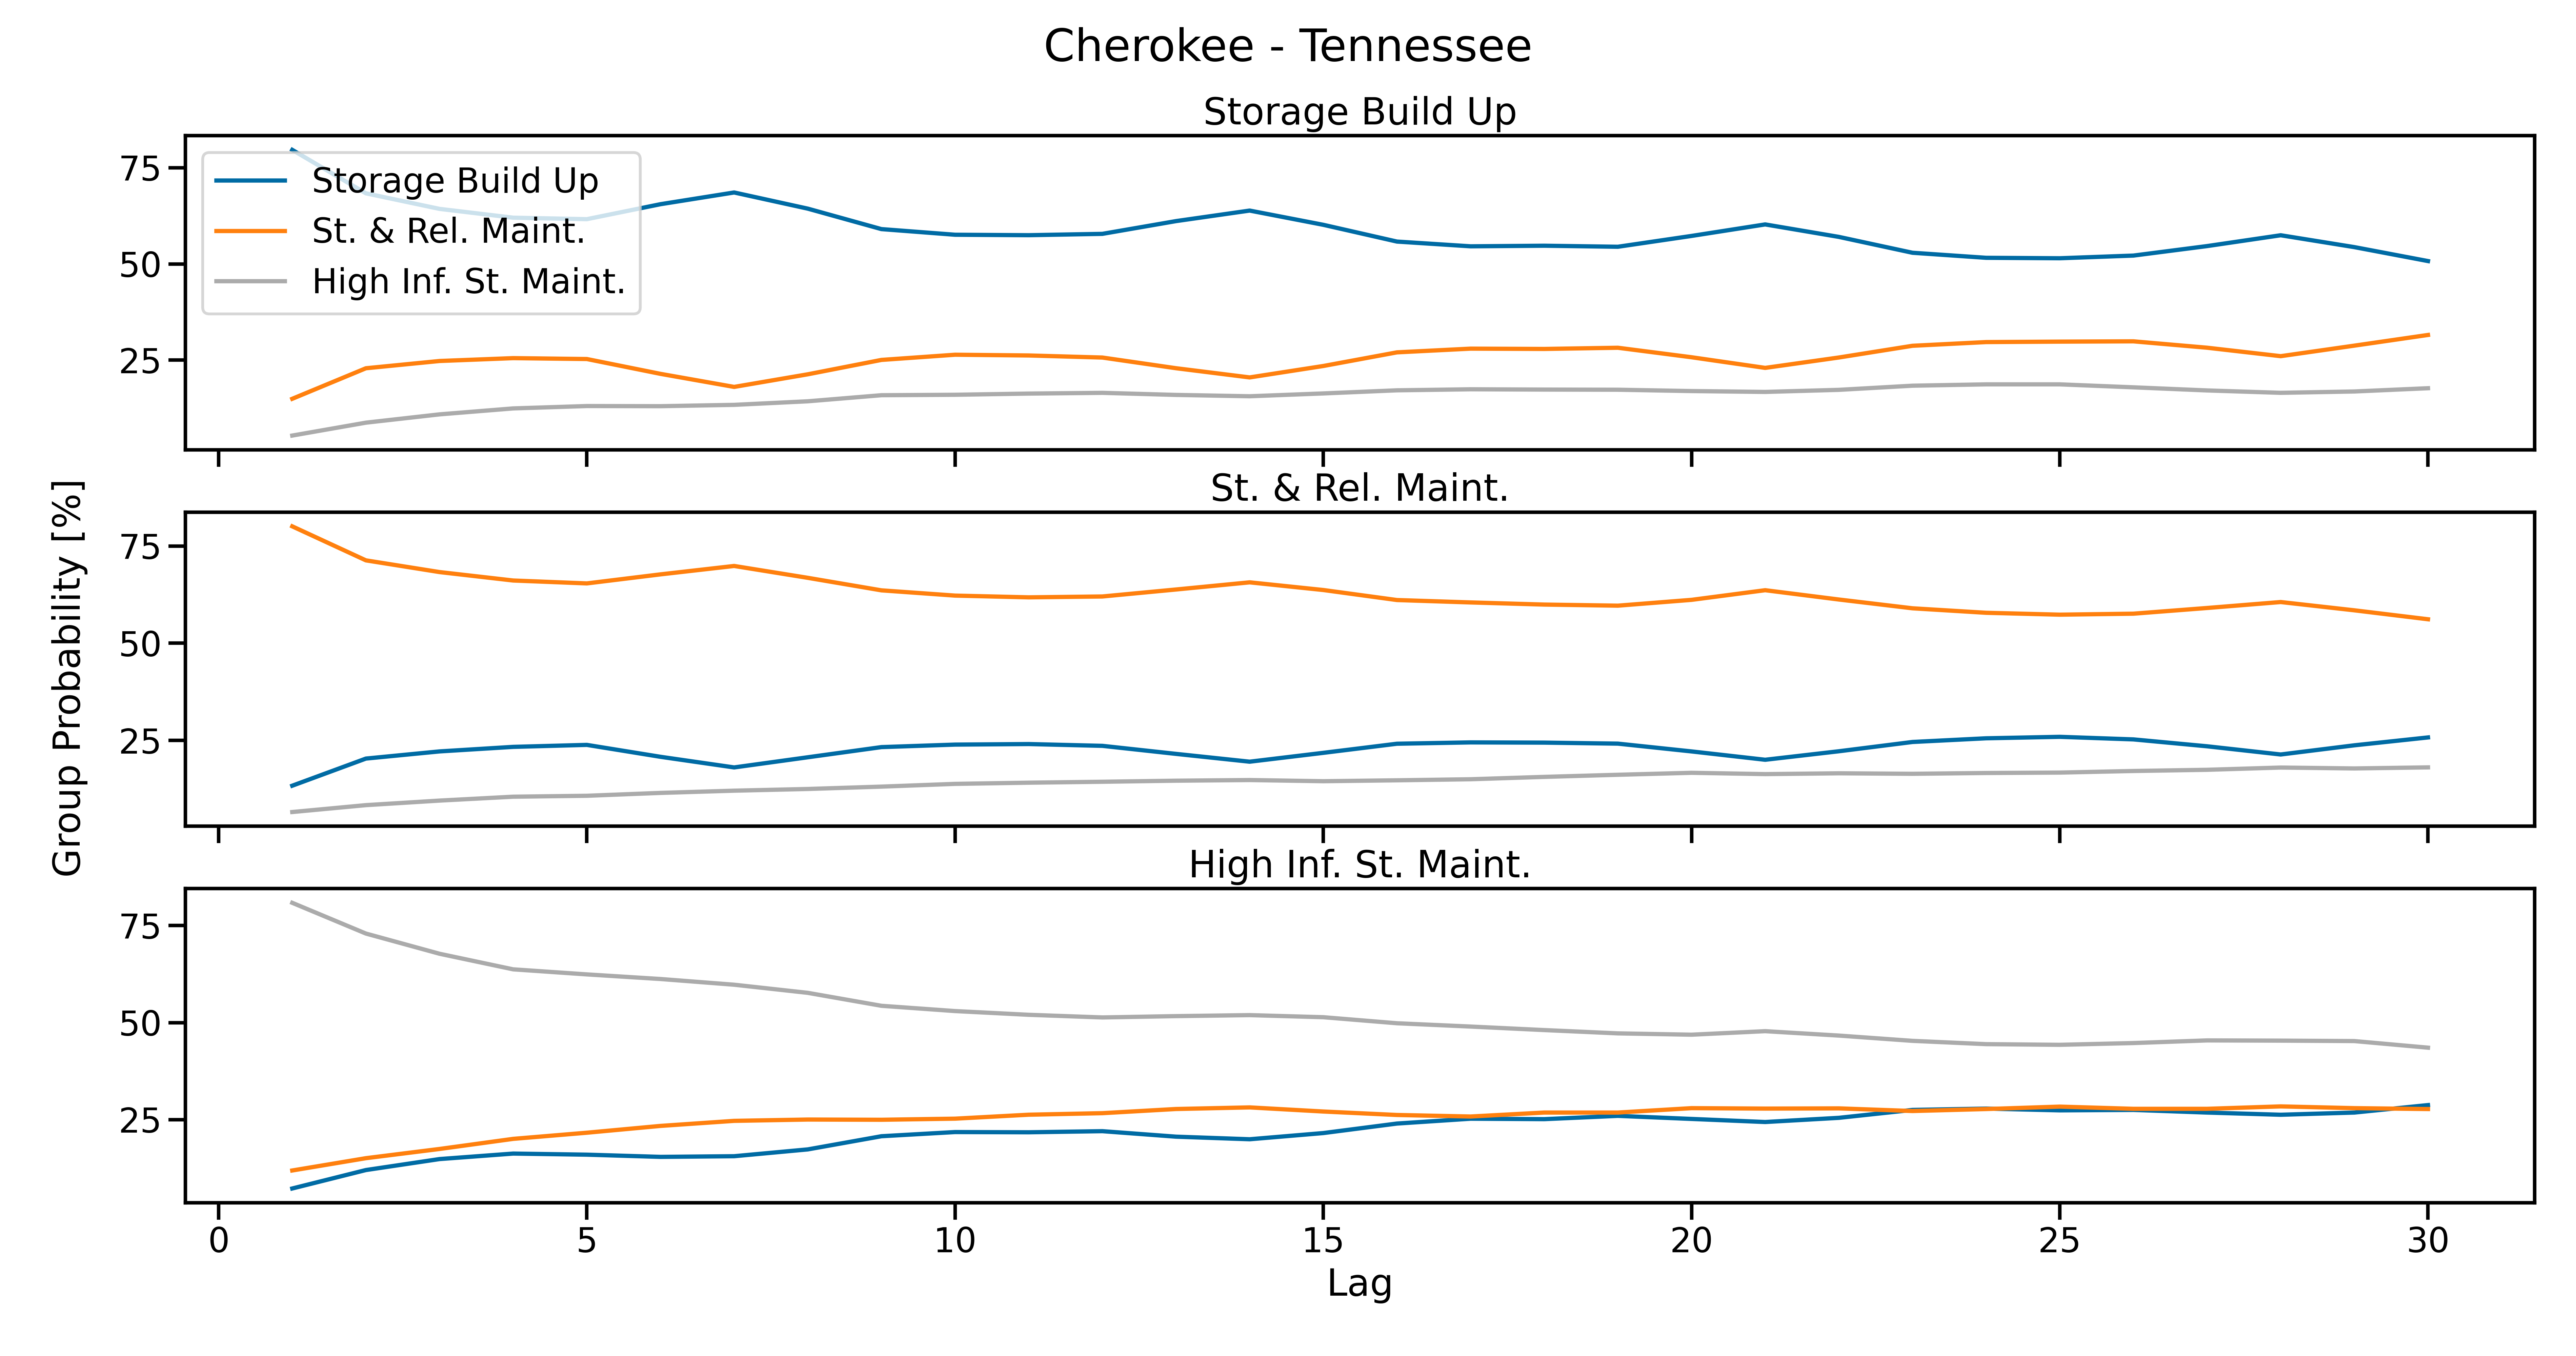 Cherokee - Tennessee
Storage Build Up
75
50
25
Storage Build Up
St. & Rel. Maint.
High Inf. St. Maint.
St. & Rel. Maint.
75
50
25
Group Probability [%]
High Inf. St. Maint.
75
50
25
0 5 10 15 20 25 30
Lag